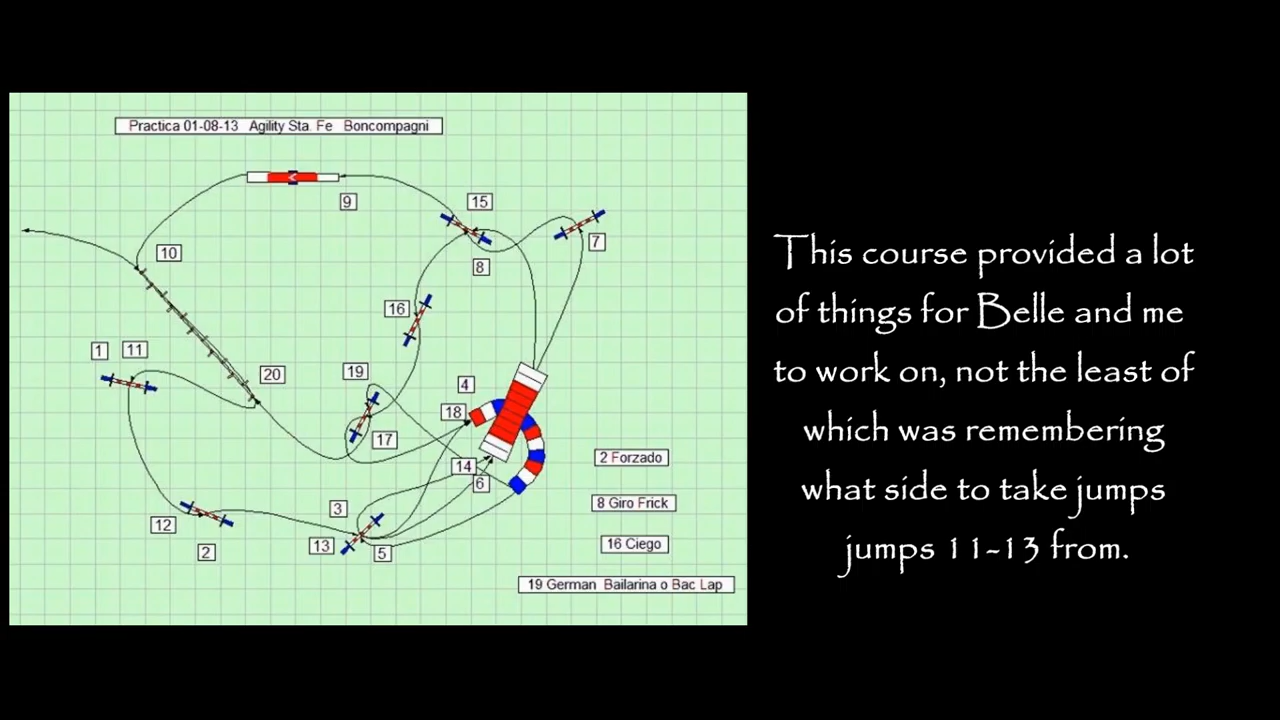 Practica 01-08-13 Agility Sta. Fe Boncompagni
15
9
7
10
8
16
1
11
20
19
4
18
17
14
6
3
12
2
13
5
2 Forzado
8 Giro Frick
16 Ciego
19 German Bailarina o Bac Lap
This course provided a lot
of things for Belle and me
to work on, not the least of
which was remembering
what side to take jumps
jumps 11-13 from.